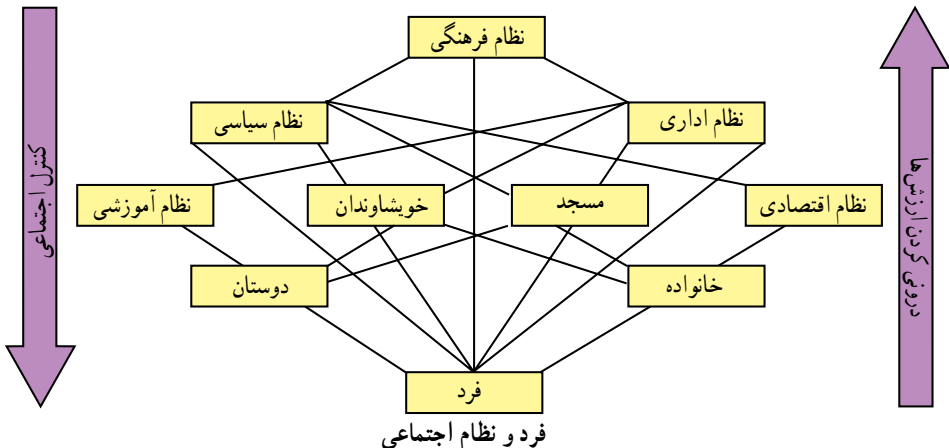 نظام فرهنگی
نظام اداری
نظام سیاسی
نظام اقتصادی
مسجد
خویشاوندان
نظام آموزشی
خانواده
دوستان
فرد
درونی کردن ارزش‌ها
کنترل اجتماعی
فرد و نظام اجتماعی